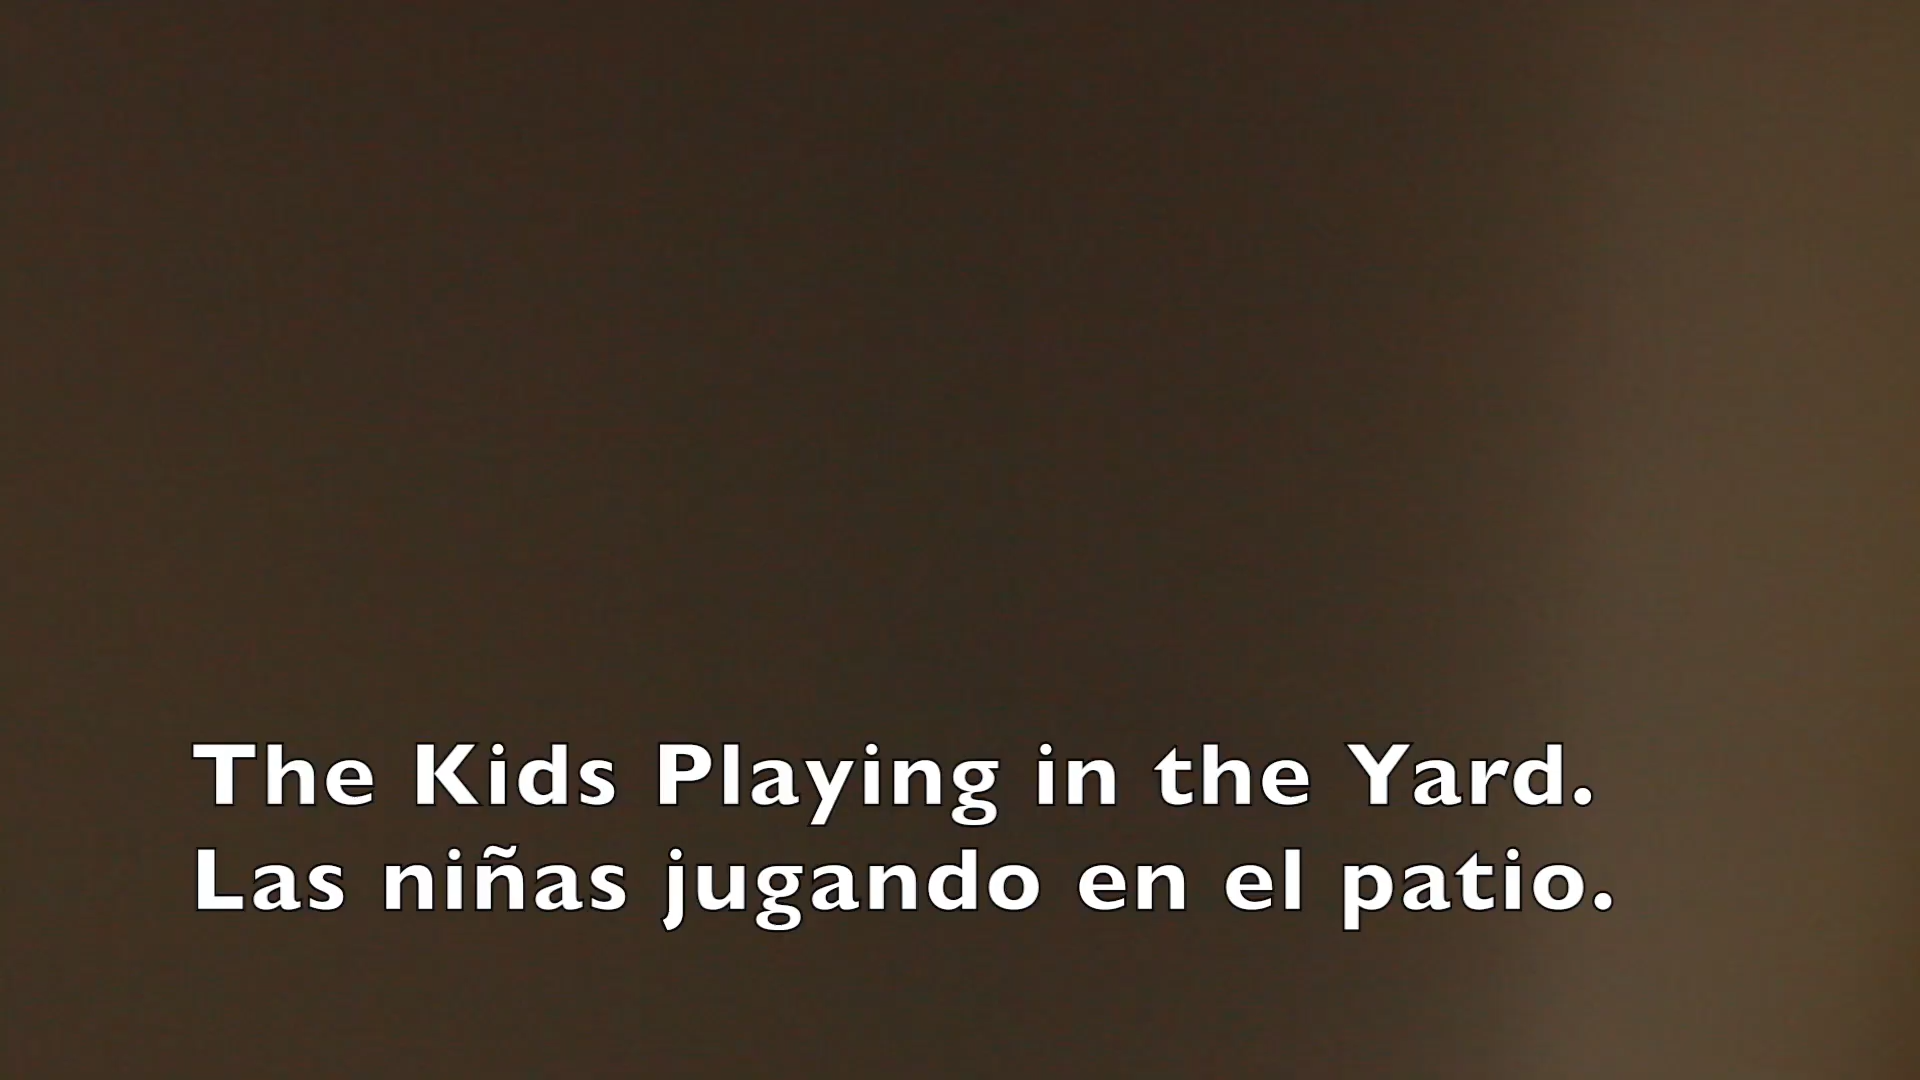 The Kids Playing in the Yard.
Las niñas jugando en el patio.